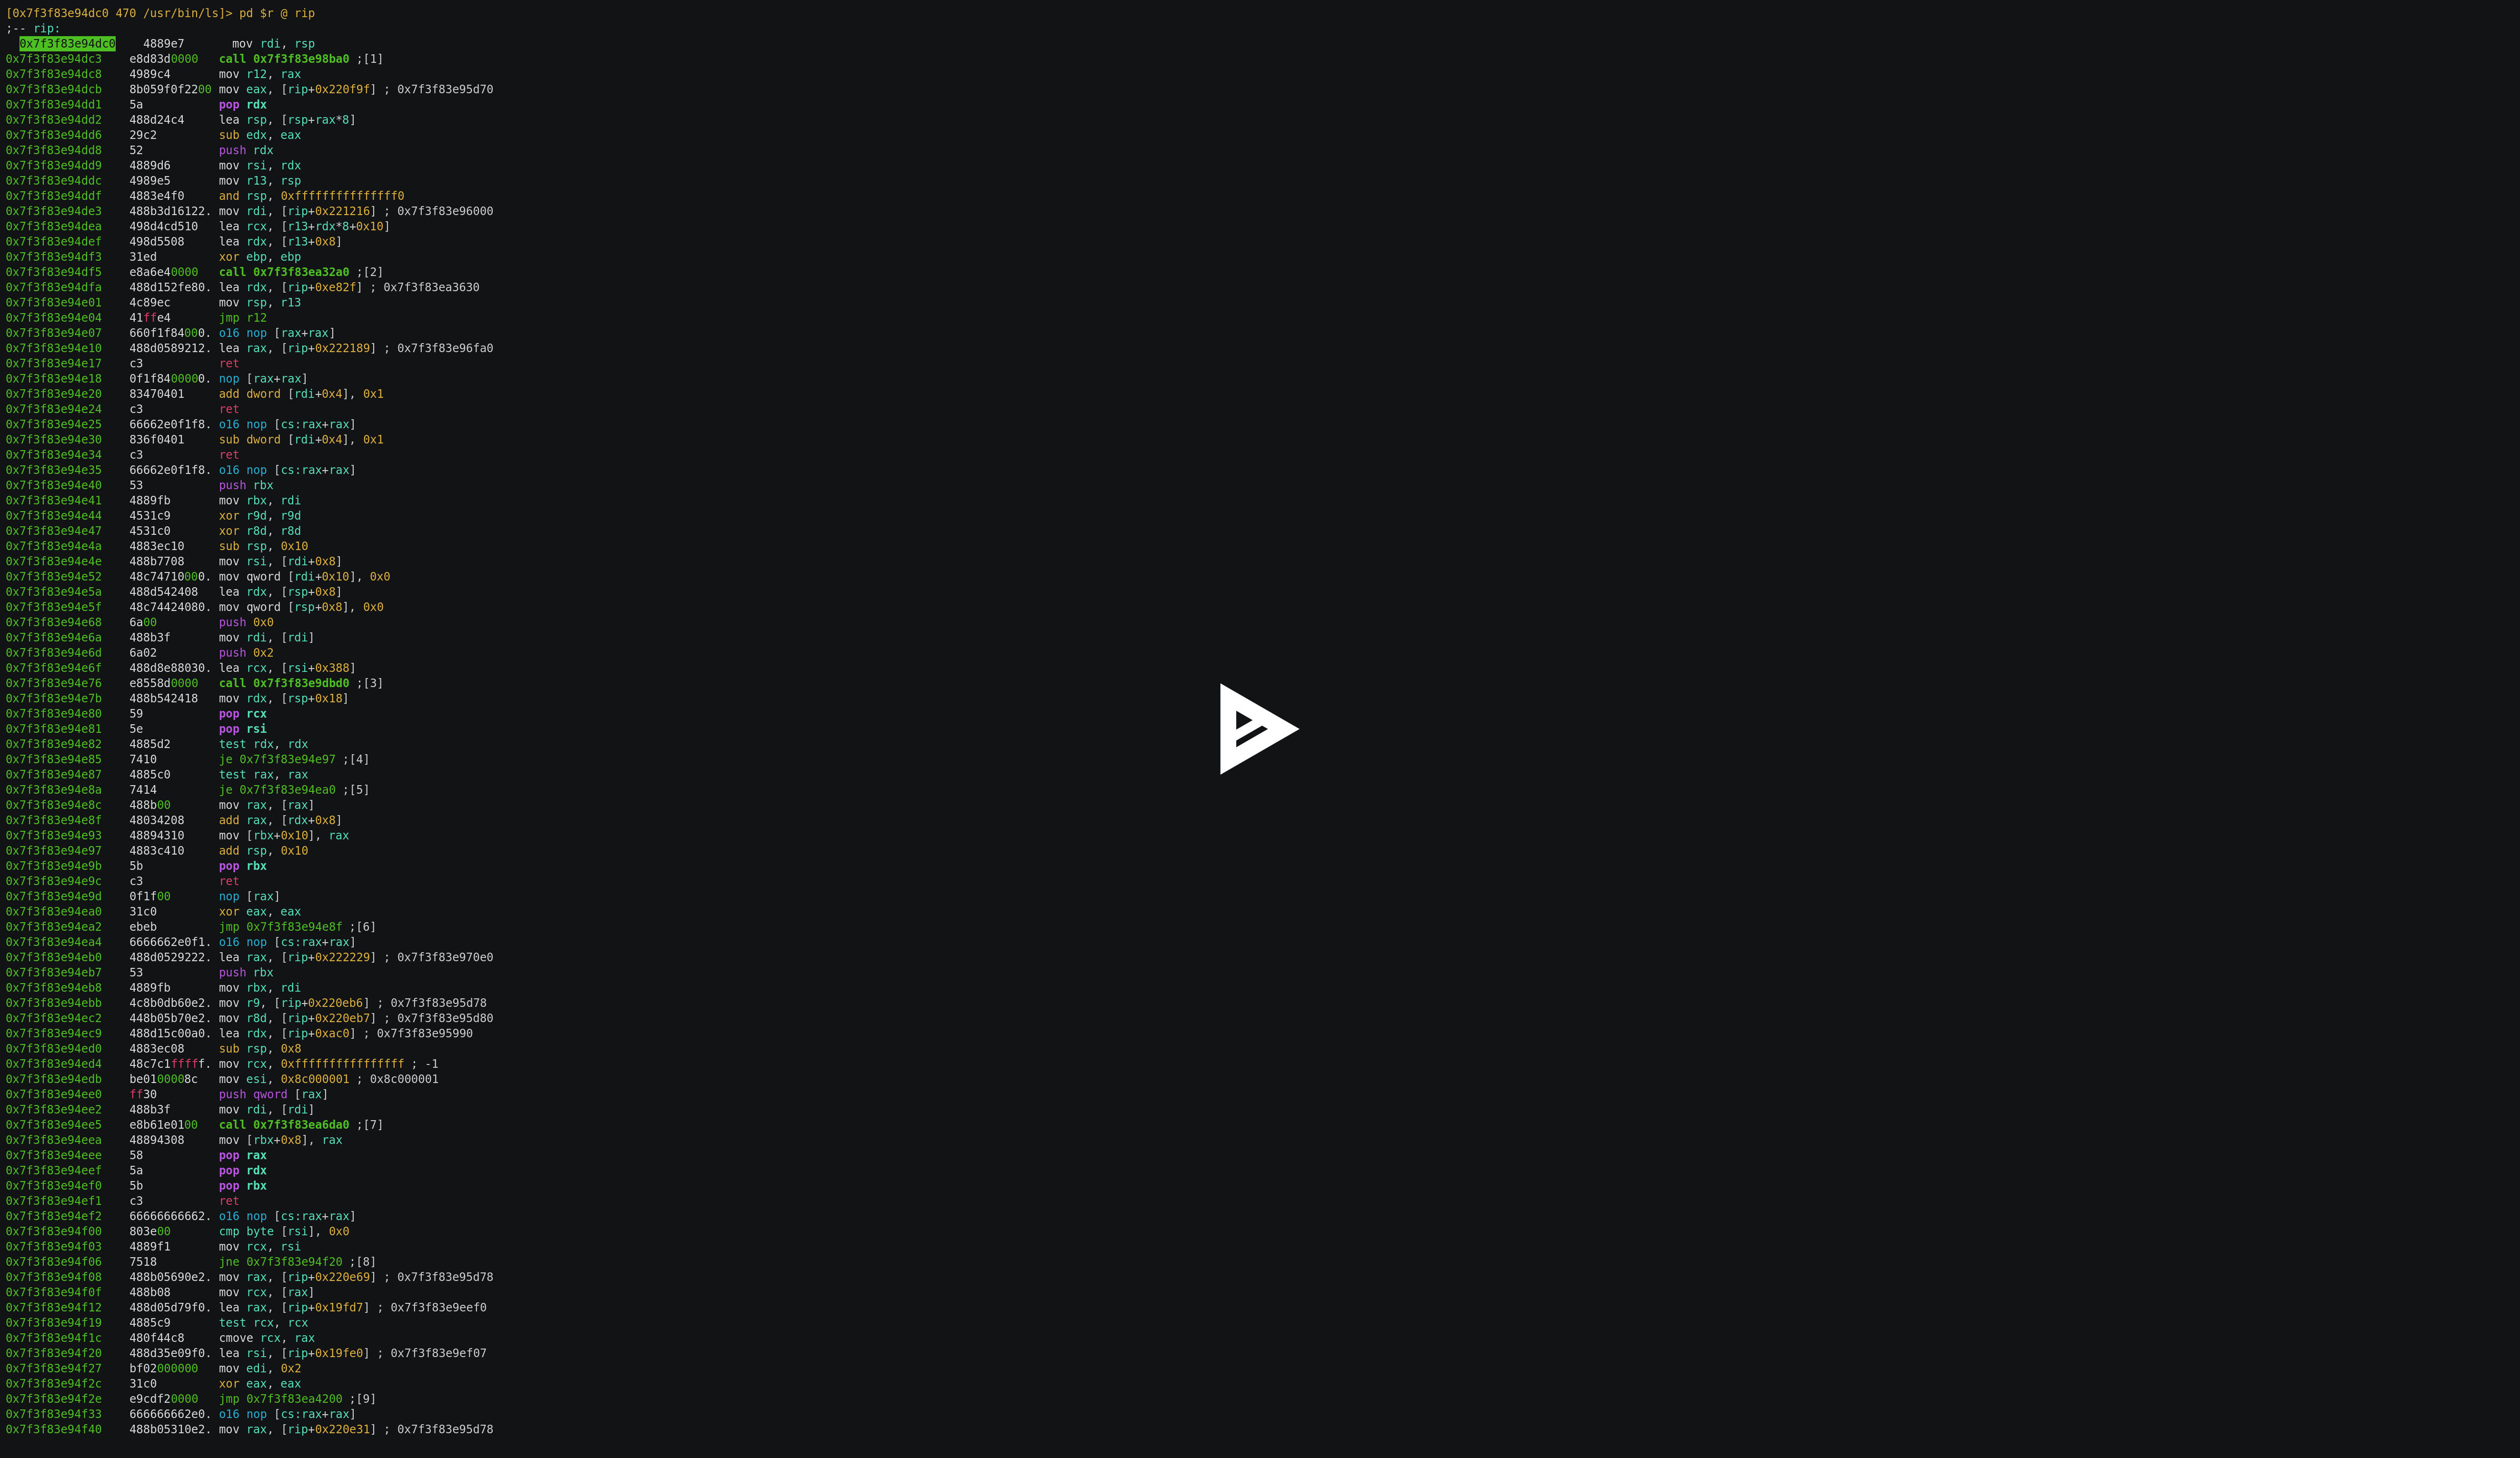 [0x7f3f83e94dc0 470 /usr/bin/ls]> pd $r @ rip
;-- rip:
0x7f3f83e94dc0 4889e7 mov rdi, rsp
0x7f3f83e94dc3 e8d83d0000 call 0x7f3f83e98ba0 ;[1]
0x7f3f83e94dc8 4989c4 mov r12, rax
0x7f3f83e94dcb 8b059f0f2200 mov eax, [rip+0x220f9f] ; 0x7f3f83e95d70
0x7f3f83e94dd1 5a pop rdx
0x7f3f83e94dd2 488d24c4 lea rsp, [rsp+rax*8]
0x7f3f83e94dd6 29c2 sub edx, eax
0x7f3f83e94dd8 52 push rdx
0x7f3f83e94dd9 4889d6 mov rsi, rdx
0x7f3f83e94ddc 4989e5 mov r13, rsp
0x7f3f83e94ddf 4883e4f0 and rsp, 0xfffffffffffffff0
0x7f3f83e94de3 488b3d16122. mov rdi, [rip+0x221216] ; 0x7f3f83e96000
0x7f3f83e94dea 498d4cd510 lea rcx, [r13+rdx*8+0x10]
0x7f3f83e94def 498d5508 lea rdx, [r13+0x8]
0x7f3f83e94df3 31ed xor ebp, ebp
0x7f3f83e94df5 e8a6e40000 call 0x7f3f83ea32a0 ;[2]
0x7f3f83e94dfa 488d152fe80. lea rdx, [rip+0xe82f] ; 0x7f3f83ea3630
0x7f3f83e94e01 4c89ec mov rsp, r13
0x7f3f83e94e04 41ffe4 jmp r12
0x7f3f83e94e07 660f1f84000. o16 nop [rax+rax]
0x7f3f83e94e10 488d0589212. lea rax, [rip+0x222189] ; 0x7f3f83e96fa0
0x7f3f83e94e17 c3 ret
0x7f3f83e94e18 0f1f8400000. nop [rax+rax]
0x7f3f83e94e20 83470401 add dword [rdi+0x4], 0x1
0x7f3f83e94e24 c3 ret
0x7f3f83e94e25 66662e0f1f8. o16 nop [cs:rax+rax]
0x7f3f83e94e30 836f0401 sub dword [rdi+0x4], 0x1
0x7f3f83e94e34 c3 ret
0x7f3f83e94e35 66662e0f1f8. o16 nop [cs:rax+rax]
0x7f3f83e94e40 53 push rbx
0x7f3f83e94e41 4889fb mov rbx, rdi
0x7f3f83e94e44 4531c9 xor r9d, r9d
0x7f3f83e94e47 4531c0 xor r8d, r8d
0x7f3f83e94e4a 4883ec10 sub rsp, 0x10
0x7f3f83e94e4e 488b7708 mov rsi, [rdi+0x8]
0x7f3f83e94e52 48c74710000. mov qword [rdi+0x10], 0x0
0x7f3f83e94e5a 488d542408 lea rdx, [rsp+0x8]
0x7f3f83e94e5f 48c74424080. mov qword [rsp+0x8], 0x0
0x7f3f83e94e68 6a00 push 0x0
0x7f3f83e94e6a 488b3f mov rdi, [rdi]
0x7f3f83e94e6d 6a02 push 0x2
0x7f3f83e94e6f 488d8e88030. lea rcx, [rsi+0x388]
0x7f3f83e94e76 e8558d0000 call 0x7f3f83e9dbd0 ;[3]
0x7f3f83e94e7b 488b542418 mov rdx, [rsp+0x18]
0x7f3f83e94e80 59 pop rcx
0x7f3f83e94e81 5e pop rsi
0x7f3f83e94e82 4885d2 test rdx, rdx
0x7f3f83e94e85 7410 je 0x7f3f83e94e97 ;[4]
0x7f3f83e94e87 4885c0 test rax, rax
0x7f3f83e94e8a 7414 je 0x7f3f83e94ea0 ;[5]
0x7f3f83e94e8c 488b00 mov rax, [rax]
0x7f3f83e94e8f 48034208 add rax, [rdx+0x8]
0x7f3f83e94e93 48894310 mov [rbx+0x10], rax
0x7f3f83e94e97 4883c410 add rsp, 0x10
0x7f3f83e94e9b 5b pop rbx
0x7f3f83e94e9c c3 ret
0x7f3f83e94e9d 0f1f00 nop [rax]
0x7f3f83e94ea0 31c0 xor eax, eax
0x7f3f83e94ea2 ebeb jmp 0x7f3f83e94e8f ;[6]
0x7f3f83e94ea4 6666662e0f1. o16 nop [cs:rax+rax]
0x7f3f83e94eb0 488d0529222. lea rax, [rip+0x222229] ; 0x7f3f83e970e0
0x7f3f83e94eb7 53 push rbx
0x7f3f83e94eb8 4889fb mov rbx, rdi
0x7f3f83e94ebb 4c8b0db60e2. mov r9, [rip+0x220eb6] ; 0x7f3f83e95d78
0x7f3f83e94ec2 448b05b70e2. mov r8d, [rip+0x220eb7] ; 0x7f3f83e95d80
0x7f3f83e94ec9 488d15c00a0. lea rdx, [rip+0xac0] ; 0x7f3f83e95990
0x7f3f83e94ed0 4883ec08 sub rsp, 0x8
0x7f3f83e94ed4 48c7c1fffff. mov rcx, 0xffffffffffffffff ; -1
0x7f3f83e94edb be0100008c mov esi, 0x8c000001 ; 0x8c000001
0x7f3f83e94ee0 ff30 push qword [rax]
0x7f3f83e94ee2 488b3f mov rdi, [rdi]
0x7f3f83e94ee5 e8b61e0100 call 0x7f3f83ea6da0 ;[7]
0x7f3f83e94eea 48894308 mov [rbx+0x8], rax
0x7f3f83e94eee 58 pop rax
0x7f3f83e94eef 5a pop rdx
0x7f3f83e94ef0 5b pop rbx
0x7f3f83e94ef1 c3 ret
0x7f3f83e94ef2 66666666662. o16 nop [cs:rax+rax]
0x7f3f83e94f00 803e00 cmp byte [rsi], 0x0
0x7f3f83e94f03 4889f1 mov rcx, rsi
0x7f3f83e94f06 7518 jne 0x7f3f83e94f20 ;[8]
0x7f3f83e94f08 488b05690e2. mov rax, [rip+0x220e69] ; 0x7f3f83e95d78
0x7f3f83e94f0f 488b08 mov rcx, [rax]
0x7f3f83e94f12 488d05d79f0. lea rax, [rip+0x19fd7] ; 0x7f3f83e9eef0
0x7f3f83e94f19 4885c9 test rcx, rcx
0x7f3f83e94f1c 480f44c8 cmove rcx, rax
0x7f3f83e94f20 488d35e09f0. lea rsi, [rip+0x19fe0] ; 0x7f3f83e9ef07
0x7f3f83e94f27 bf02000000 mov edi, 0x2
0x7f3f83e94f2c 31c0 xor eax, eax
0x7f3f83e94f2e e9cdf20000 jmp 0x7f3f83ea4200 ;[9]
0x7f3f83e94f33 666666662e0. o16 nop [cs:rax+rax]
0x7f3f83e94f40 488b05310e2. mov rax, [rip+0x220e31] ; 0x7f3f83e95d78